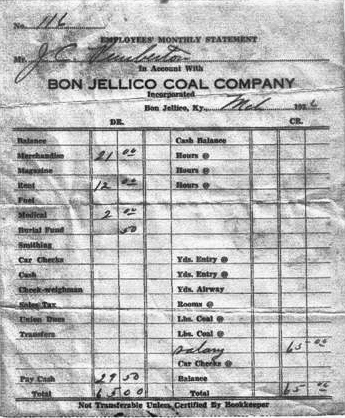 No. 116
EMPLOYEES' MONTHLY STATEMENT
Mr. J. C. Pemberton
In Account With
BON JELLICO COAL COMPANY
Incorporated
Bon Jellico, Ky., Mch 1936
DR. CR.
Balance Cash Balance
Merchandise 21 00 Hours @
Magazine Hours @
Rent 12 00 Hours @
Fuel
Medical 2 00
Burial Fund 50
Smithing
Car Checks Yds. Entry @
Cash Yds. Entry @
Check-weighman Yds. Airway
Sales Tax Rooms @
Union Dues Lbs. Coal @
Transfers Lbs. Coal @
Salary 65 00
Car Checks @
Pay Cash 29 50 Balance
Total 65 00 Total 65 00
Not Transferable Unless Certified By Bookkeeper